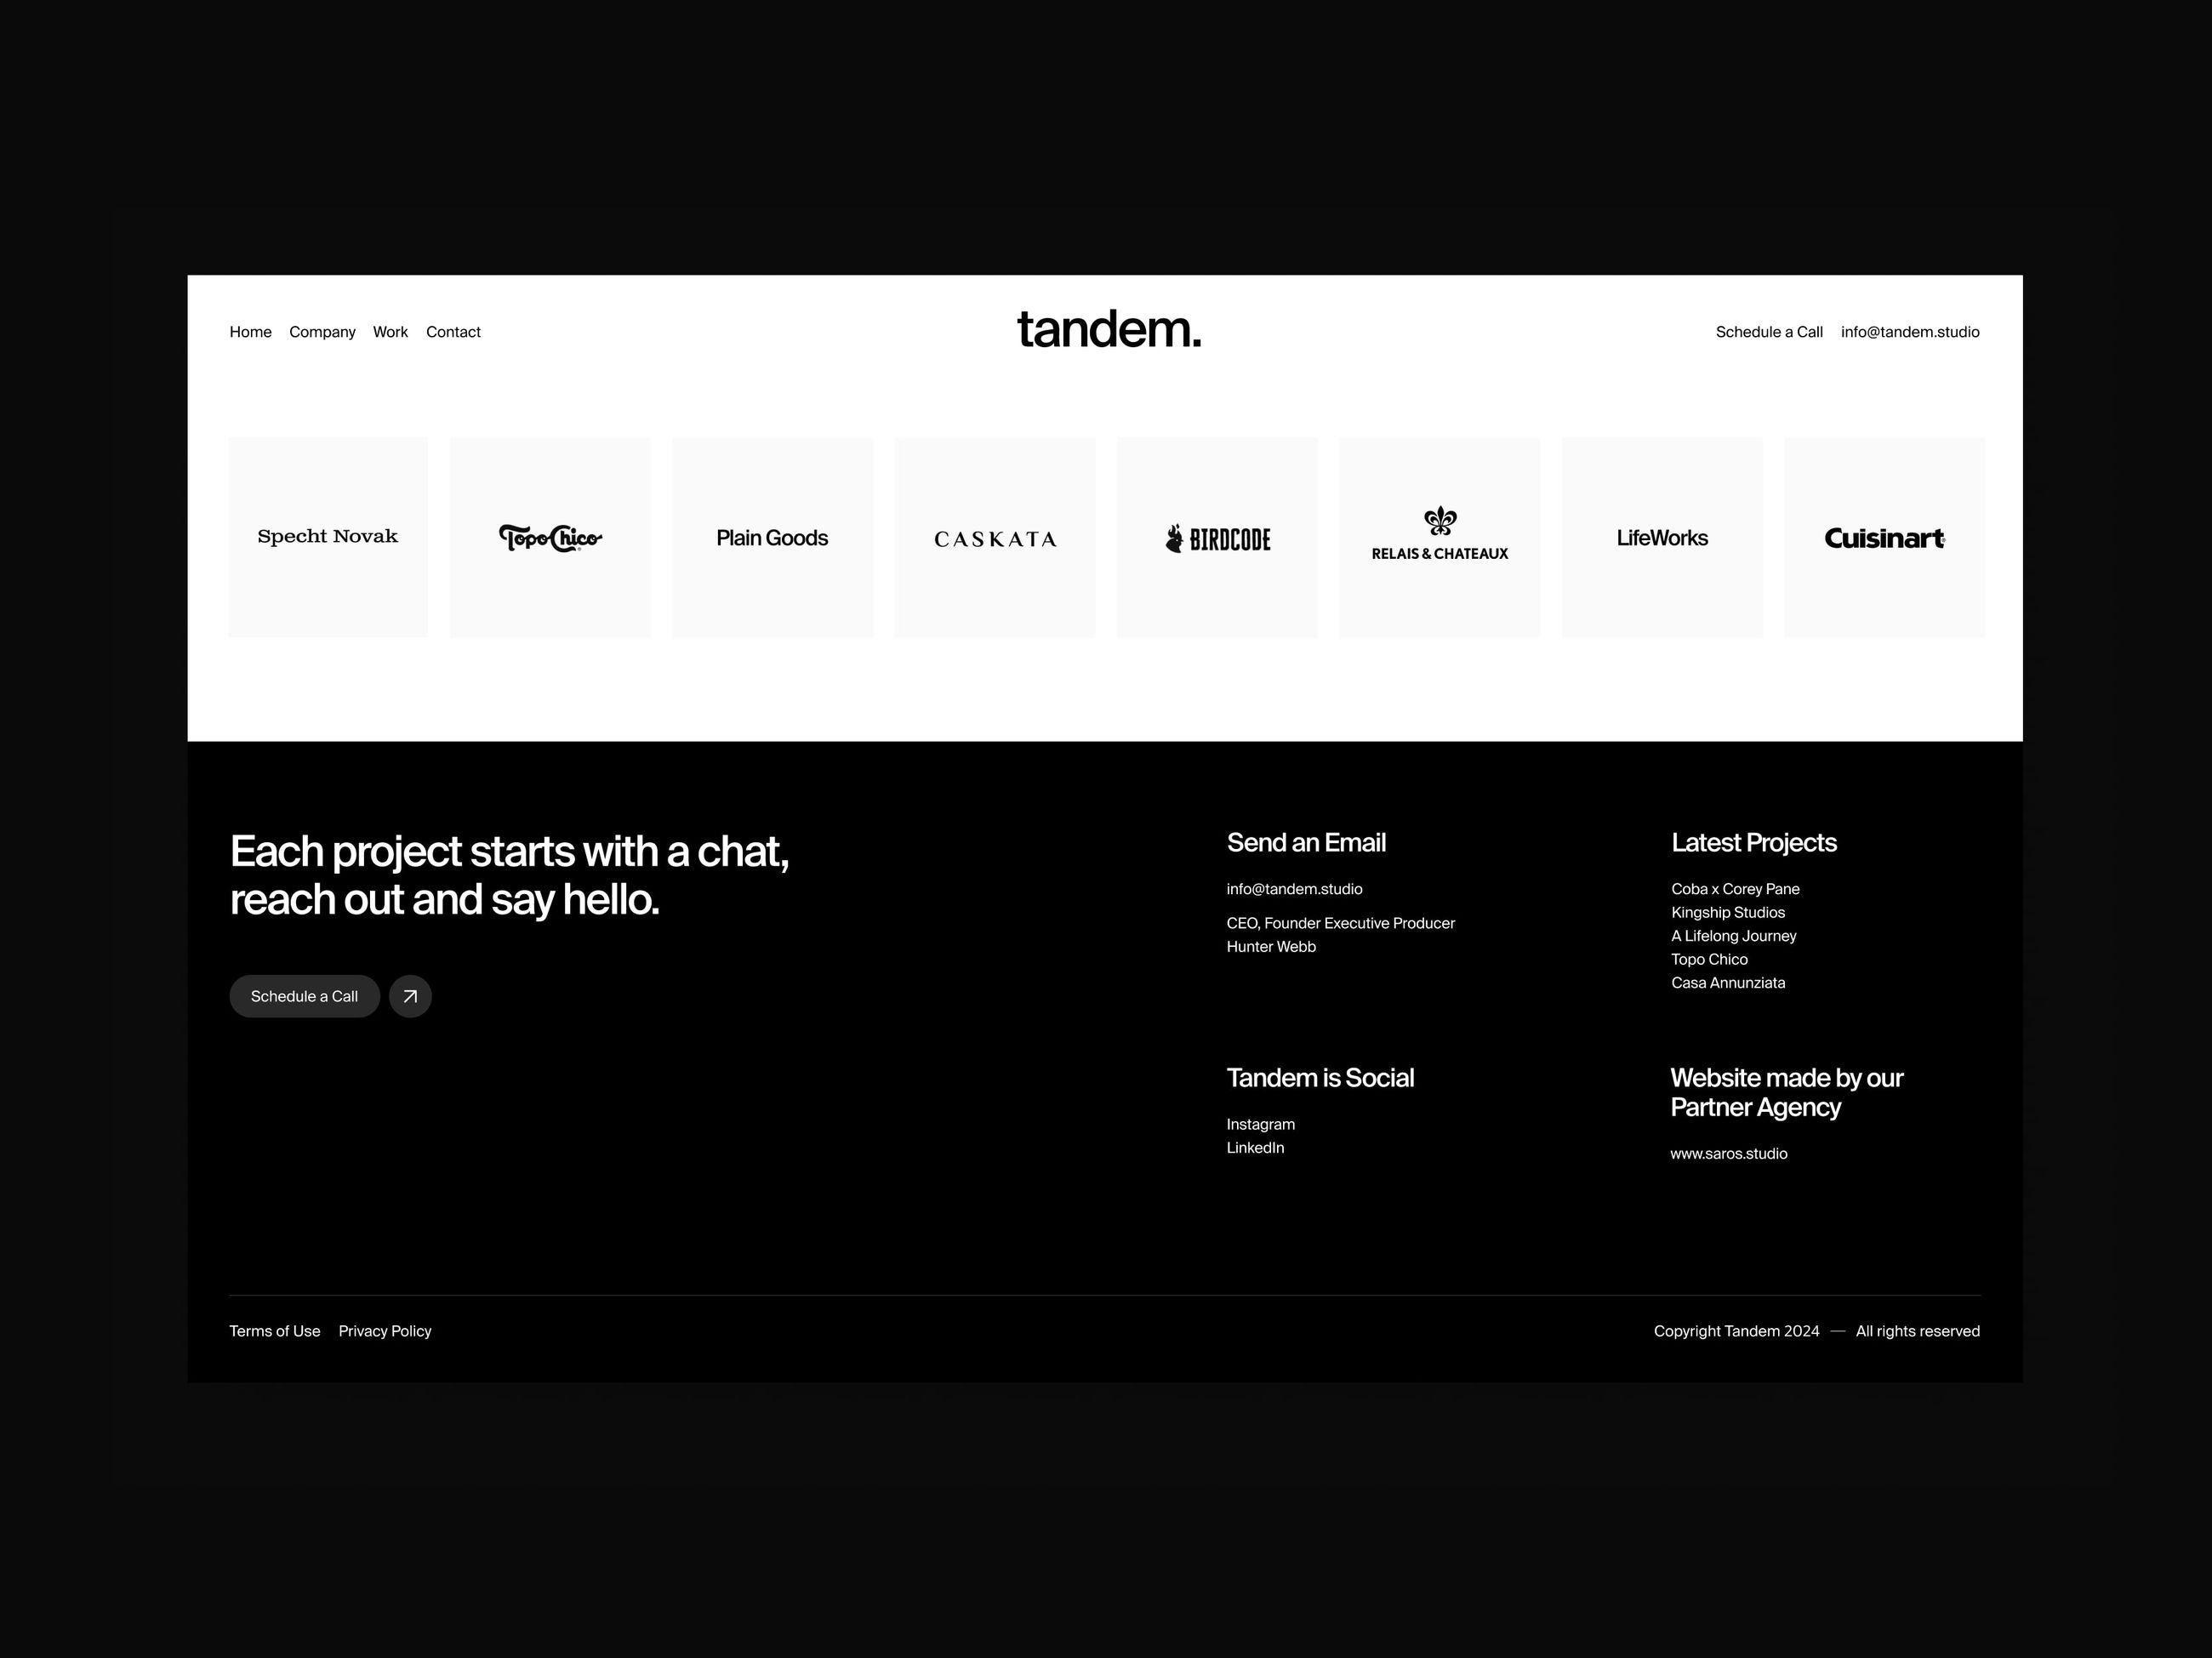 Home Company Work Contact
tandem.
Schedule a Call info@tandem.studio
Specht Novak
TopoChico
Plain Goods
CASKATA
BIRDCODE
RELAIS & CHATEAUX
LifeWorks
Cuisinart
Each project starts with a chat,
reach out and say hello.
Schedule a Call
Send an Email
info@tandem.studio
CEO, Founder Executive Producer
Hunter Webb
Latest Projects
Coba x Corey Pane
Kingship Studios
A Lifelong Journey
Topo Chico
Casa Annunziata
Tandem is Social
Instagram
LinkedIn
Website made by our
Partner Agency
www.saros.studio
Terms of Use Privacy Policy
Copyright Tandem 2024 — All rights reserved